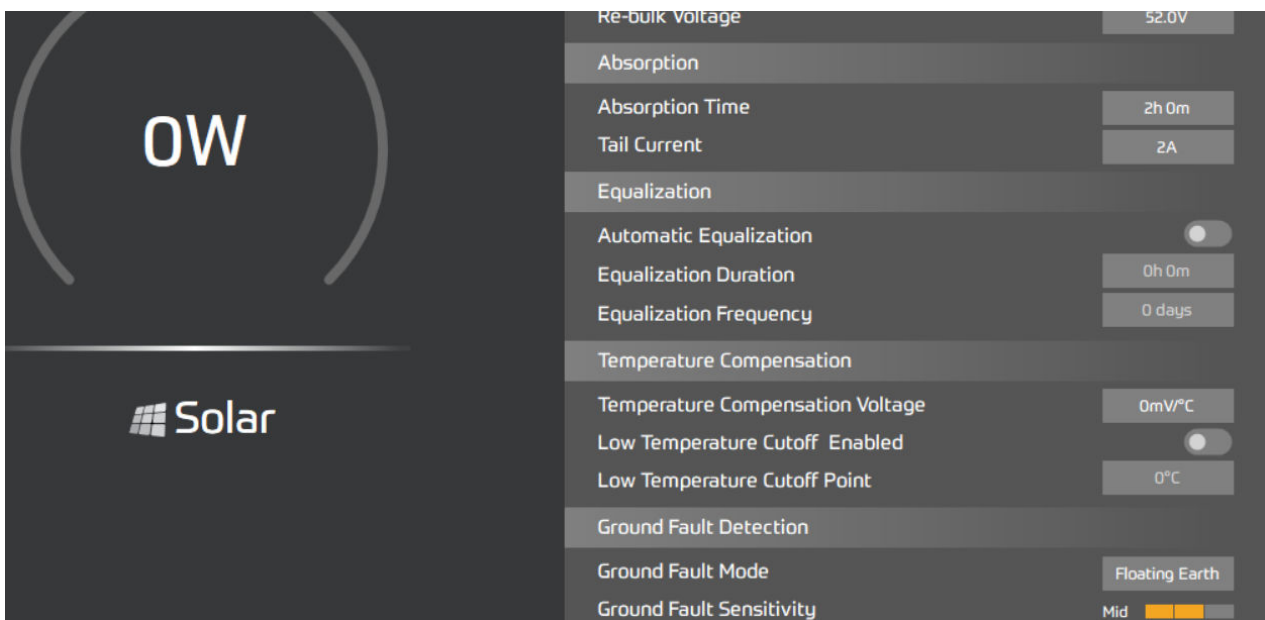 Re-bulk Voltage 52.0V
Absorption
Absorption Time 2h 0m
Tail Current 2A
Equalization
Automatic Equalization
Equalization Duration 0h 0m
Equalization Frequency 0 days
Temperature Compensation
Temperature Compensation Voltage 0mV/°C
Low Temperature Cutoff Enabled
Low Temperature Cutoff Point 0°C
Ground Fault Detection
Ground Fault Mode Floating Earth
Ground Fault Sensitivity Mid
0W
Solar